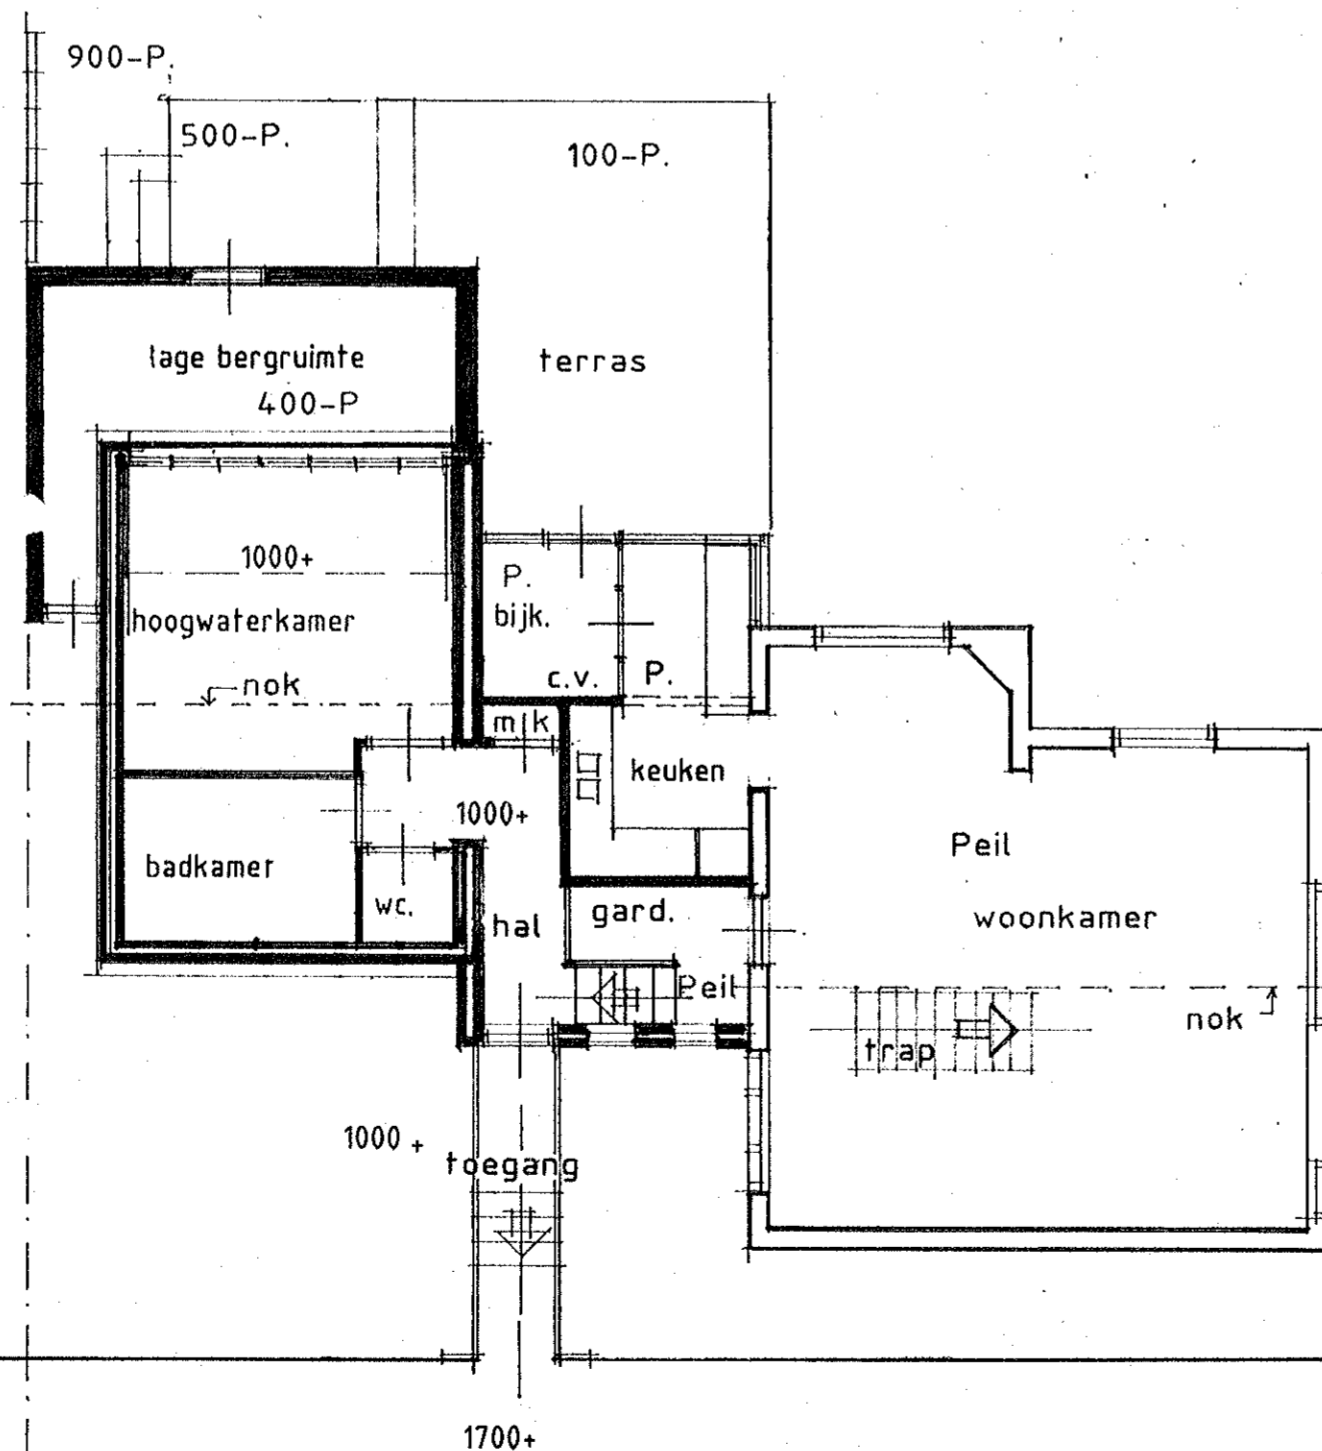 900-P.
500-P.
100-P.
lage bergruimte
400-P
terras
1000+
hoogwaterkamer
nok
P.
bijk.
c.v.
P.
m k
keuken
1000+
badkamer
wc.
hal
gard.
Peil
Peil
woonkamer
nok
trap
1000 +
toegang
1700+